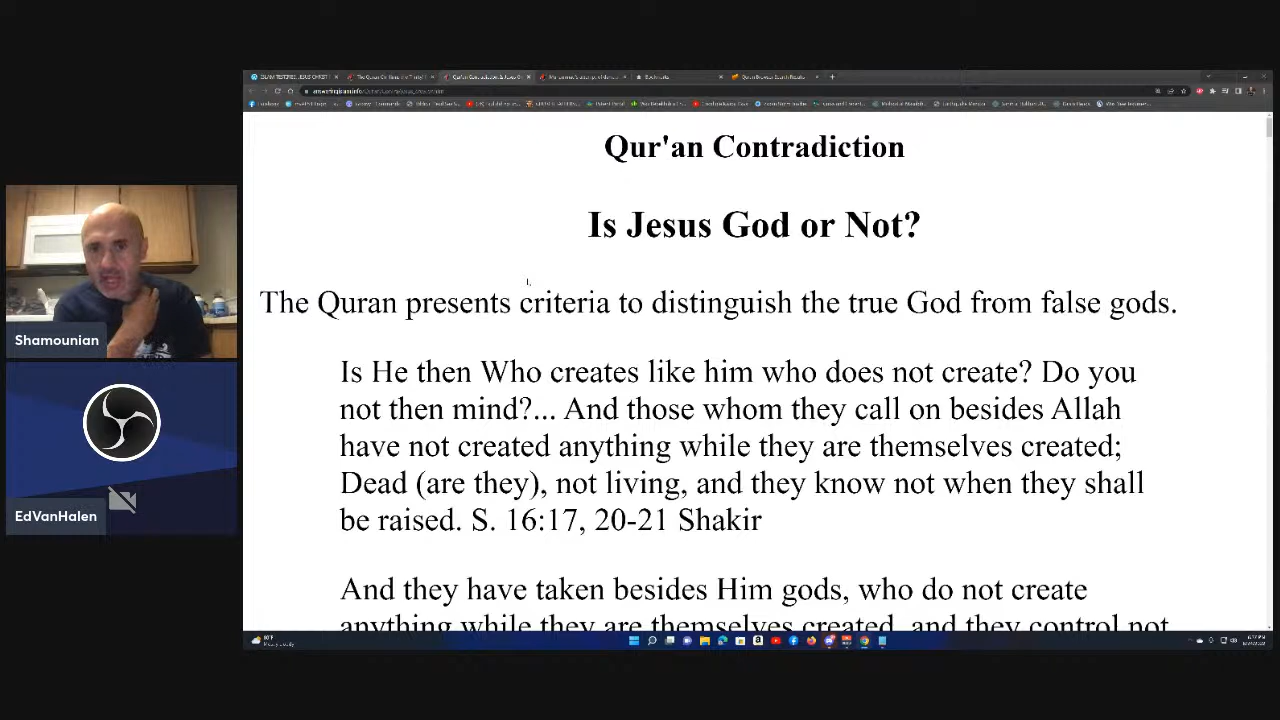 Qur'an Contradiction
Is Jesus God or Not?
The Quran presents criteria to distinguish the true God from false gods.
Is He then Who creates like him who does not create? Do you
not then mind?... And those whom they call on besides Allah
have not created anything while they are themselves created;
Dead (are they), not living, and they know not when they shall
be raised. S. 16:17, 20-21 Shakir
And they have taken besides Him gods, who do not create
anything while they are themselves created, and they control not
Shamounian
EdVanHalen